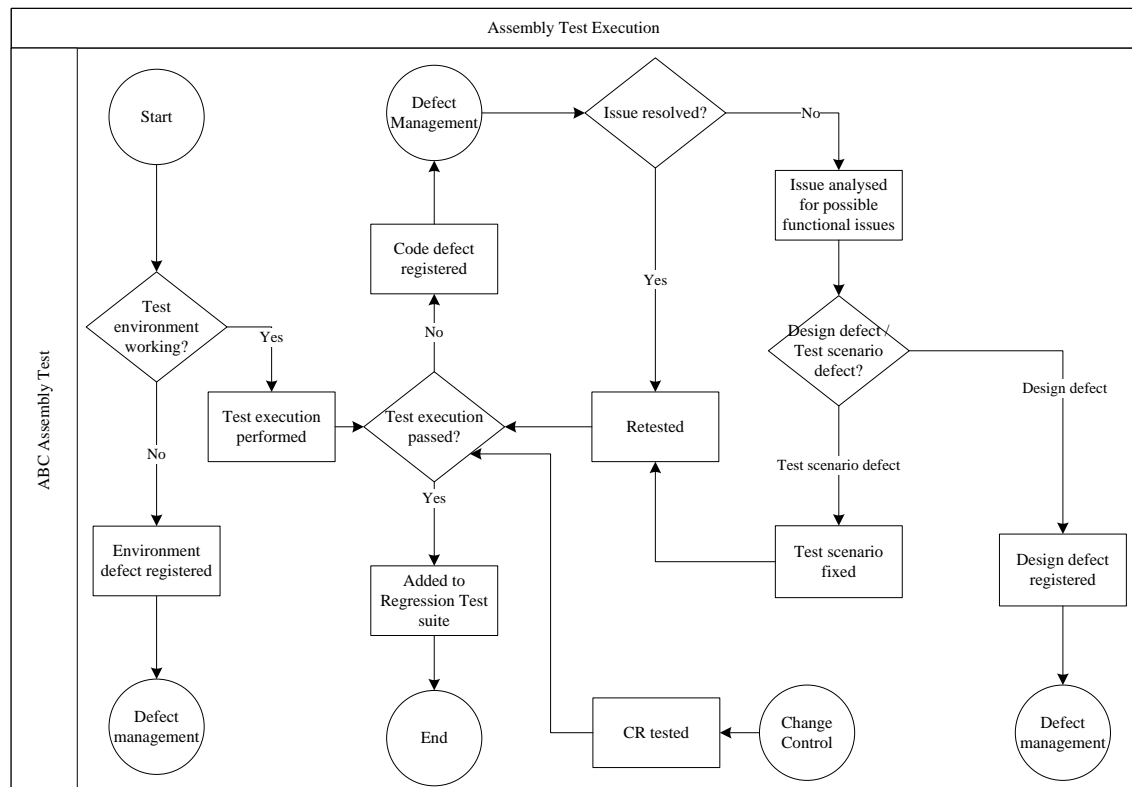 Assembly Test Execution
ABC Assembly Test
Start
Defect
Management
Issue resolved?
No
Issue analysed
for possible
functional issues
Code defect
registered
Yes
Test
environment
working?
Yes
No
Design defect /
Test scenario
defect?
Design defect
Test execution
performed
Test execution
passed?
Retested
No
Test scenario defect
Yes
Environment
defect registered
Added to
Regression Test
suite
Test scenario
fixed
Design defect
registered
Defect
management
End
CR tested
Change
Control
Defect
management